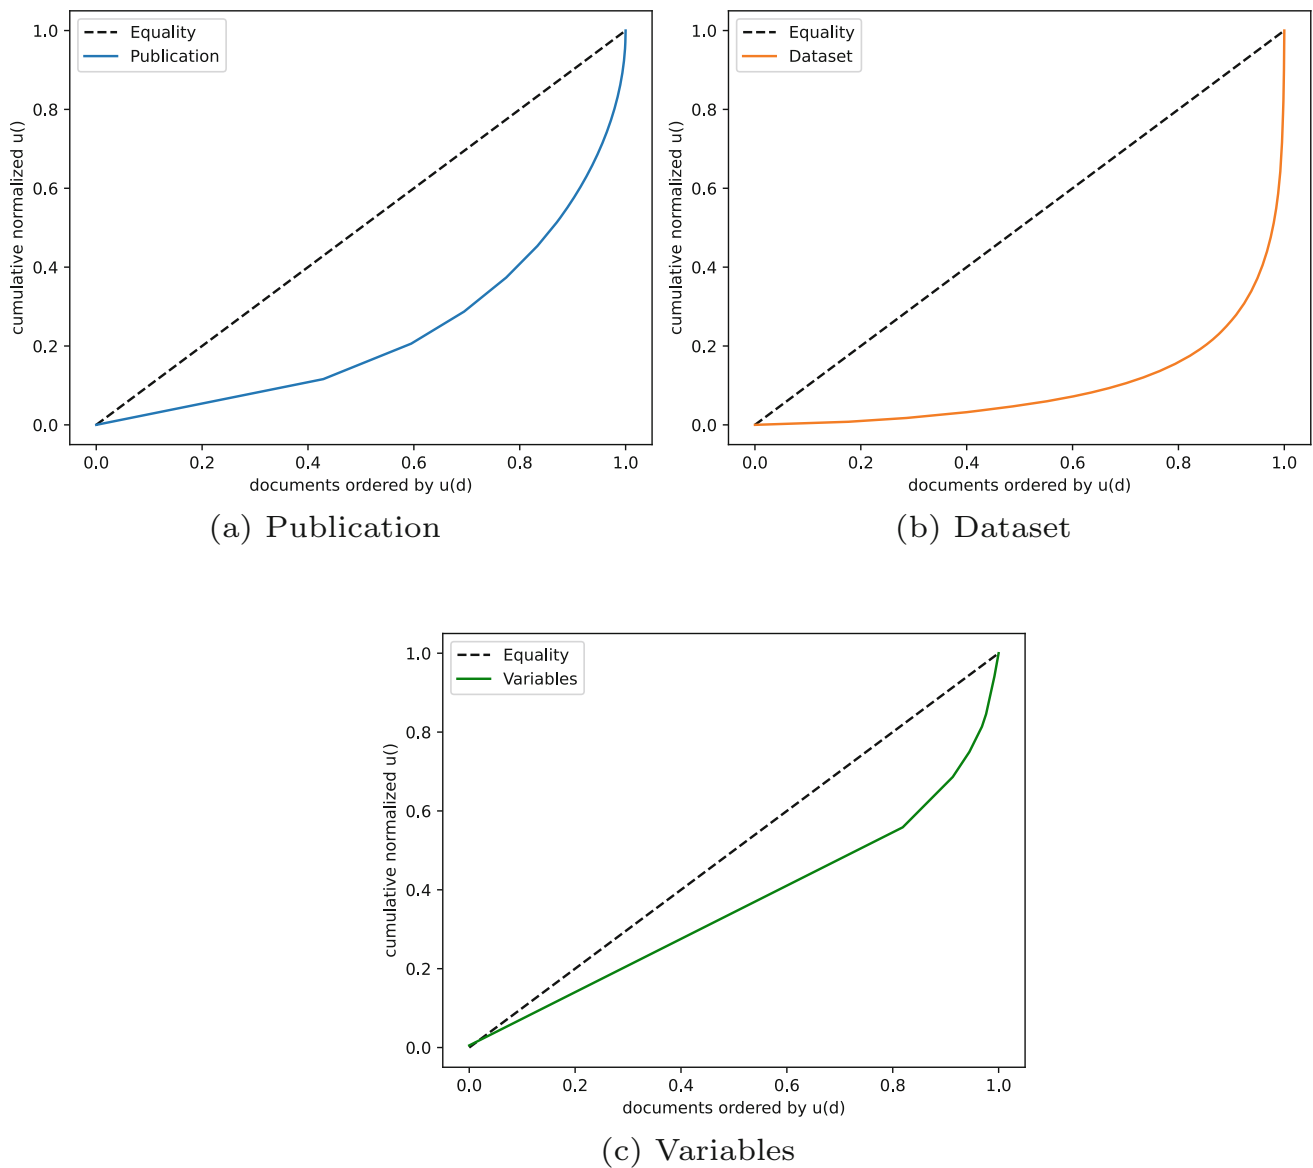 Equality
Publication
1.0
0.8
0.6
0.4
0.2
0.0
cumulative normalized u()
0.0 0.2 0.4 0.6 0.8 1.0
documents ordered by u(d)
(a) Publication
Equality
Dataset
1.0
0.8
0.6
0.4
0.2
0.0
cumulative normalized u()
0.0 0.2 0.4 0.6 0.8 1.0
documents ordered by u(d)
(b) Dataset
Equality
Variables
1.0
0.8
0.6
0.4
0.2
0.0
cumulative normalized u()
0.0 0.2 0.4 0.6 0.8 1.0
documents ordered by u(d)
(c) Variables